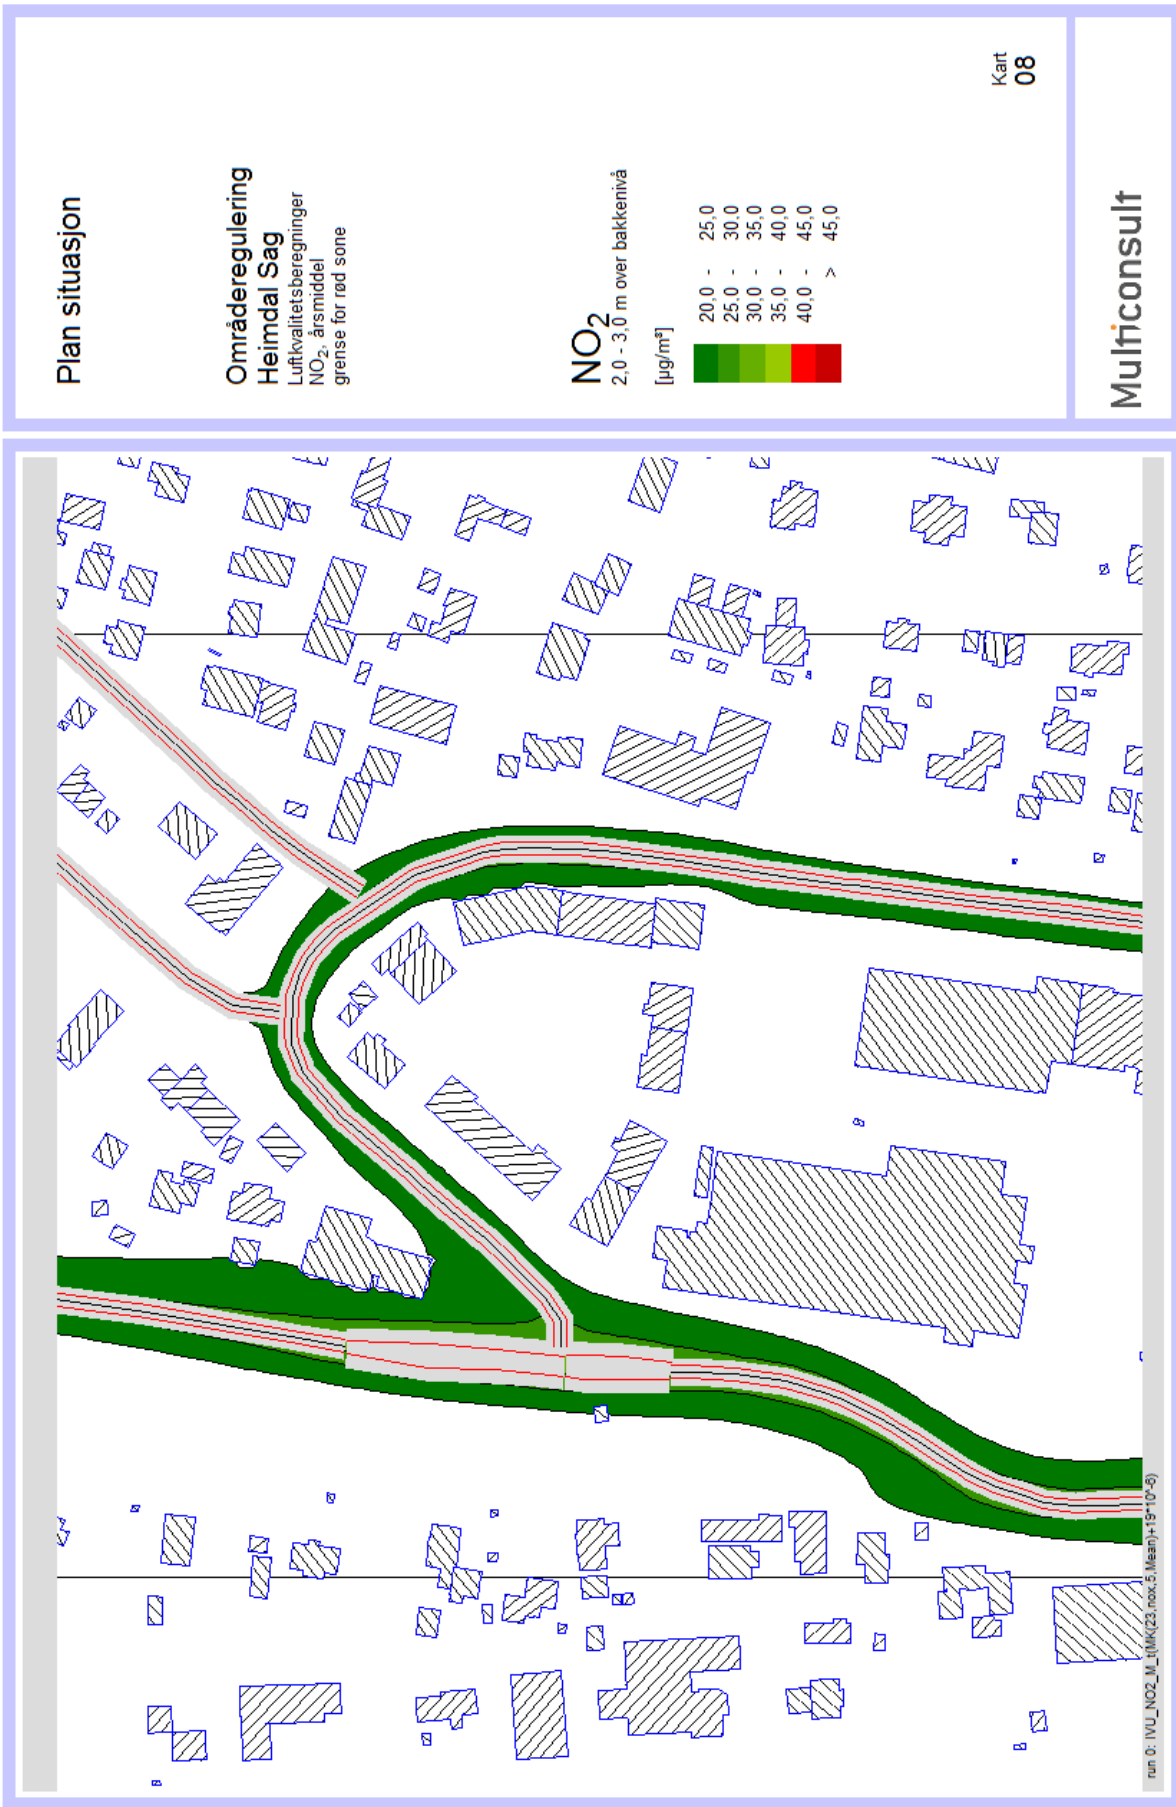 Plan situasjon
Områderegulering
Heimdal Sag
Luftkvalitetsberegninger
NO₂, årsmiddel
grense for rød sone
NO₂
2,0 - 3,0 m over bakkenivå
[µg/m³]
20,0 - 25,0
25,0 - 30,0
30,0 - 35,0
35,0 - 40,0
40,0 - 45,0
> 45,0
Kart
08
Multiconsult
run 0: IVU_NO2_M_t(MK(23,nox,5,Mean)+19*10^-6)